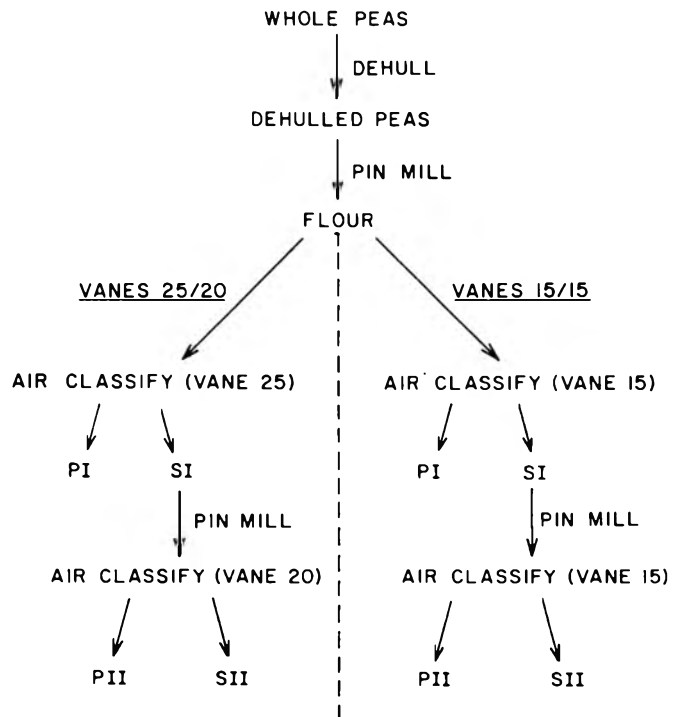 WHOLE PEAS
DEHULL
DEHULLED PEAS
PIN MILL
FLOUR
VANES 25/20
VANES 15/15
AIR CLASSIFY (VANE 25)
AIR CLASSIFY (VANE 15)
PI
SI
PI
SI
PIN MILL
PIN MILL
AIR CLASSIFY (VANE 20)
AIR CLASSIFY (VANE 15)
PII
SII
PII
SII